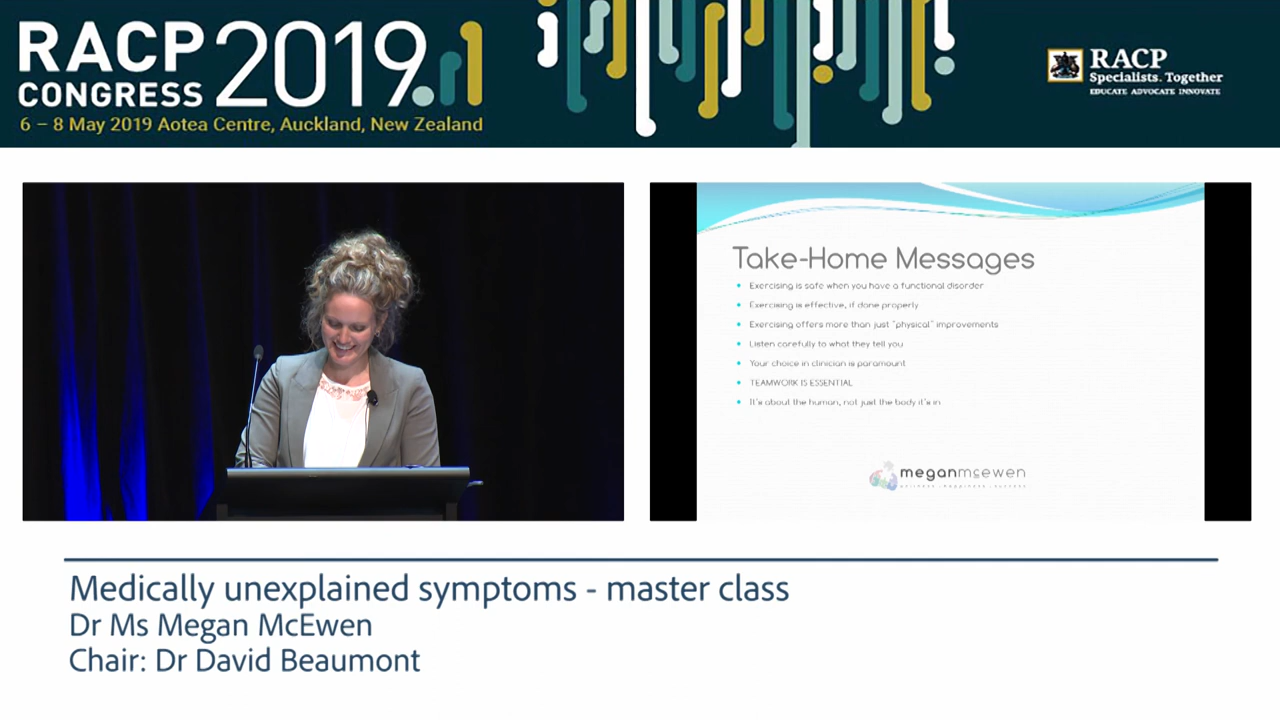 RACP 2019
CONGRESS
6 – 8 May 2019 Aotea Centre, Auckland, New Zealand
RACP
Specialists. Together
EDUCATE ADVOCATE INNOVATE
Take-Home Messages
• Exercising is safe when you have a functional disorder
• Exercising is effective, if done properly
• Exercising offers more than just "physical" improvements
• Listen carefully to what they tell you
• Your choice in clinician is paramount
• TEAMWORK IS ESSENTIAL
• It's about the human, not just the body it's in
meganmcewen
Medically unexplained symptoms - master class
Dr Ms Megan McEwen
Chair: Dr David Beaumont